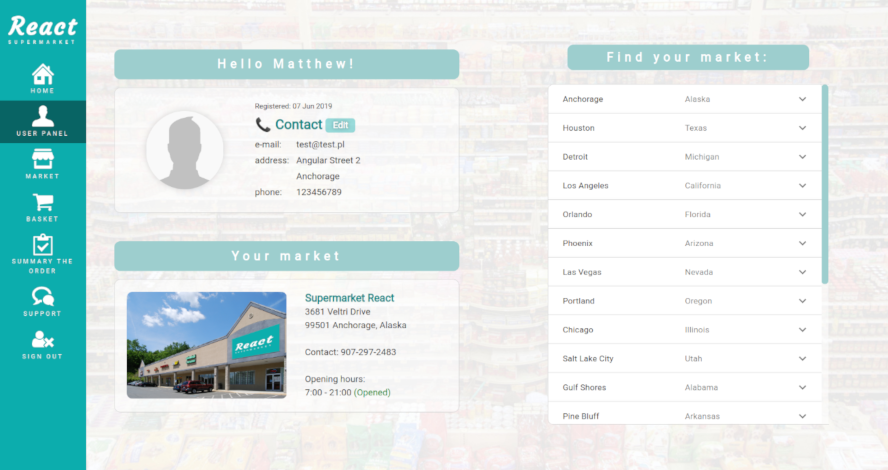 React
SUPERMARKET
HOME
USER PANEL
MARKET
BASKET
SUMMARY THE
ORDER
SUPPORT
SIGN OUT
Hello Matthew!
Registered: 07 Jun 2019
Contact Edit
e-mail: test@test.pl
address: Angular Street 2
Anchorage
phone: 123456789
Your market
React
Supermarket React
3681 Veltri Drive
99501 Anchorage, Alaska
Contact: 907-297-2483
Opening hours:
7:00 - 21:00 (Opened)
Find your market:
Anchorage Alaska
Houston Texas
Detroit Michigan
Los Angeles California
Orlando Florida
Phoenix Arizona
Las Vegas Nevada
Portland Oregon
Chicago Illinois
Salt Lake City Utah
Gulf Shores Alabama
Pine Bluff Arkansas